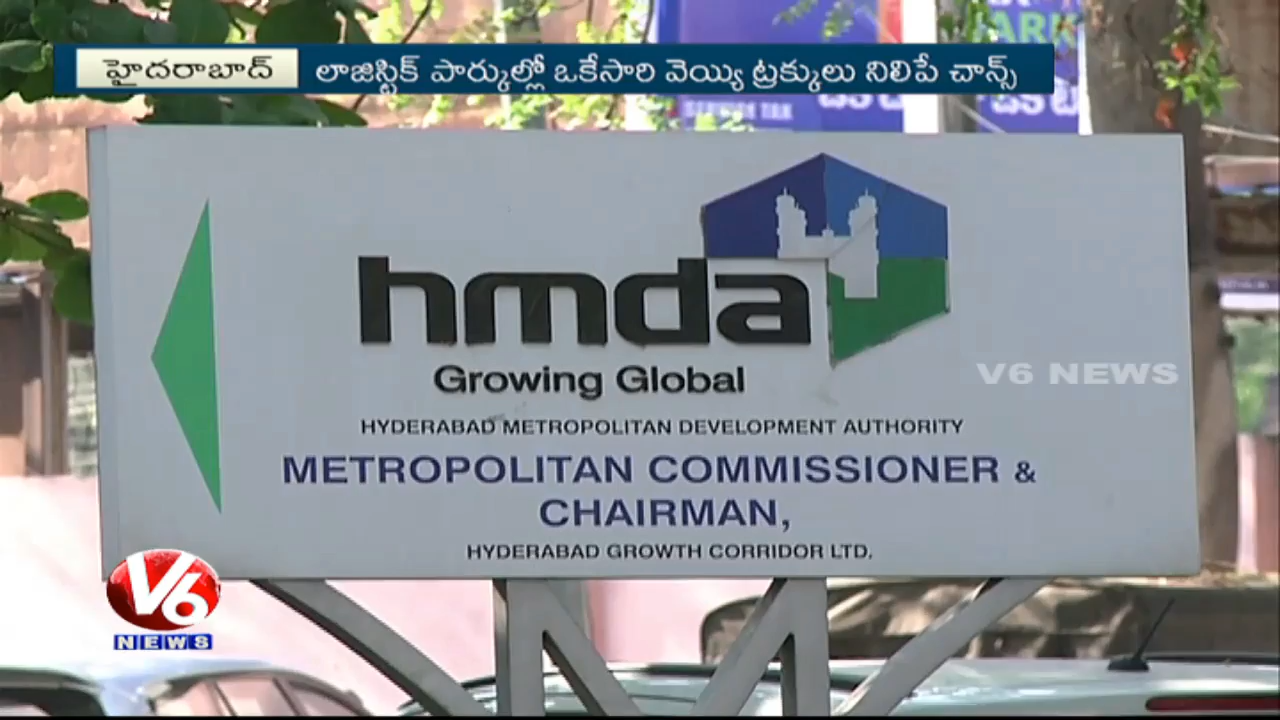 హైదరాబాద్ లాజిస్టిక్ పార్కుల్లో ఒకేసారి వెయ్యి ట్రక్కులు నిలిపే చాన్స్
PARK
hmda
Growing Global
V6 NEWS
HYDERABAD METROPOLITAN DEVELOPMENT AUTHORITY
METROPOLITAN COMMISSIONER &
CHAIRMAN,
HYDERABAD GROWTH CORRIDOR LTD.
V6
NEWS